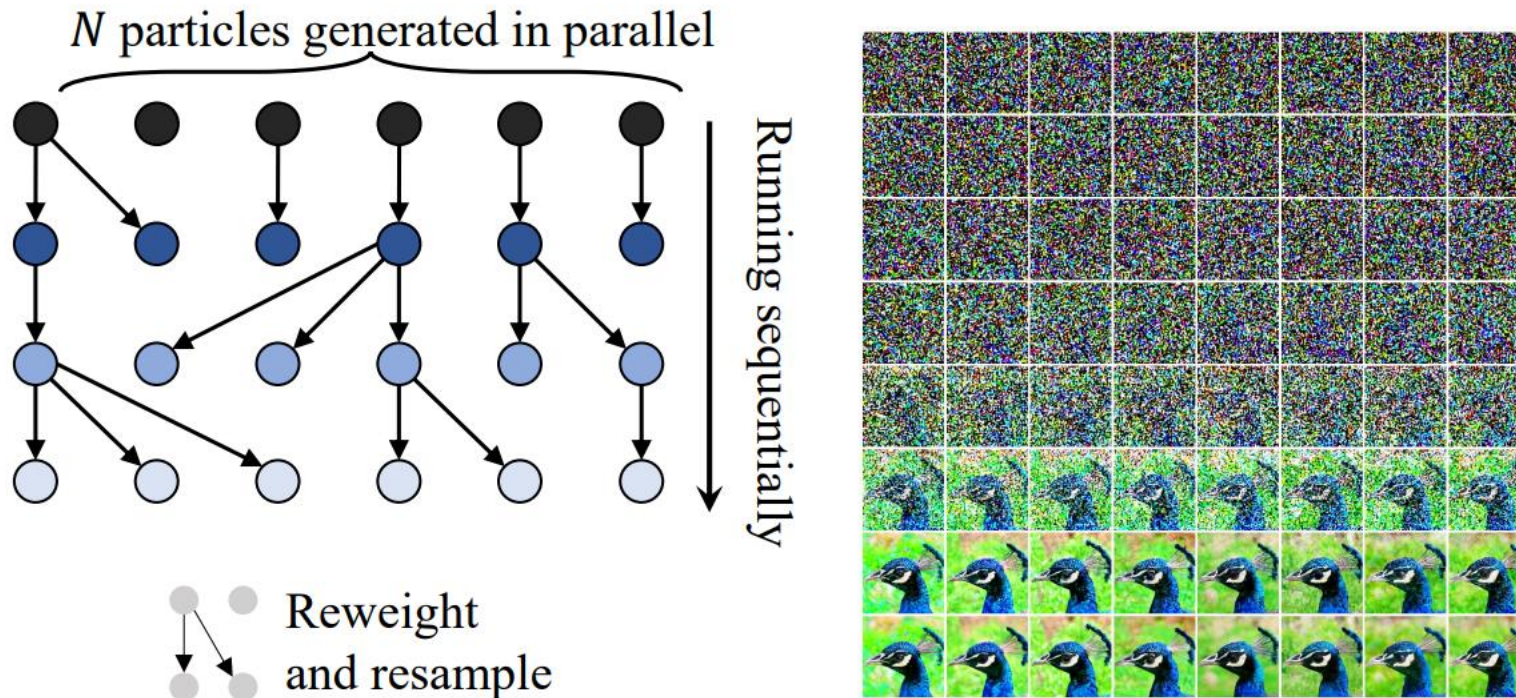 N particles generated in parallel
Running sequentially
Reweight
and resample